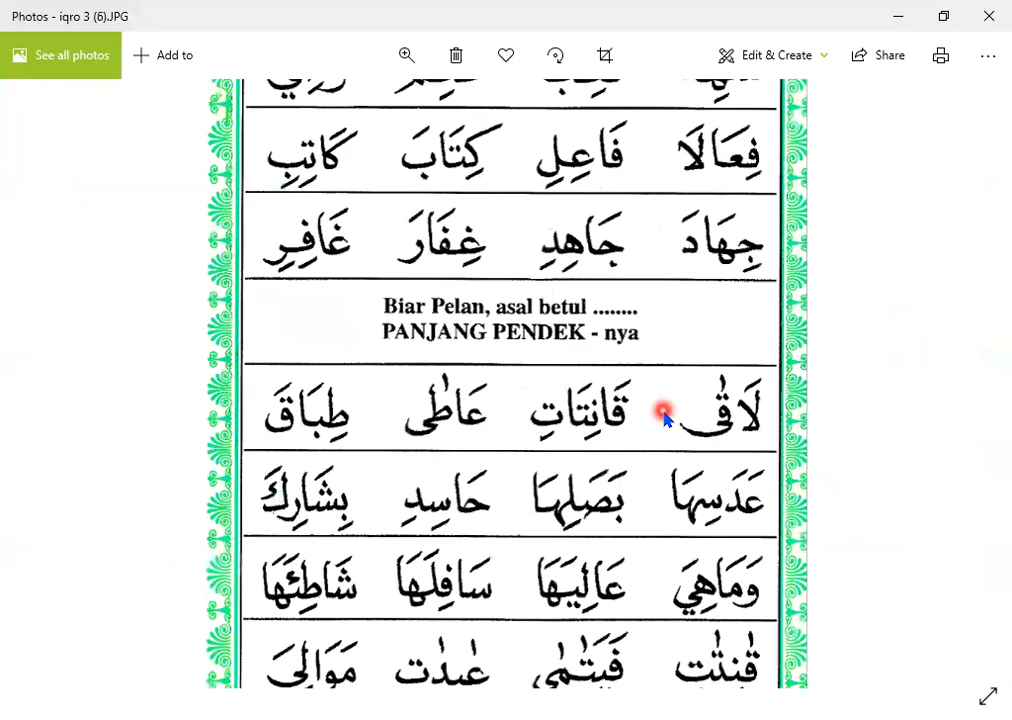 Photos - iqro 3 (6).JPG
See all photos Add to Edit & Create Share
فِعَالَا فَاعِلِ كِتَابَ كَاتِبِ
جِهَادَ جَاهِدِ غِفَارَ غَافِرِ
Biar Pelan, asal betul ........
PANJANG PENDEK - nya
لَاقٰى قَانِتَاتِ عَاطٰى طِبَاقَ
عَدَسِهَا بَصَلِهَا حَاسِدِ بِشَارِكَ
وَمَاهِيَ عَالِيَهَا سَافِلَهَا شَاطِئَهَا
قٰنِتٰتِ فَيَتٰمٰى عٰبِدٰتِ مَوَالِيَ